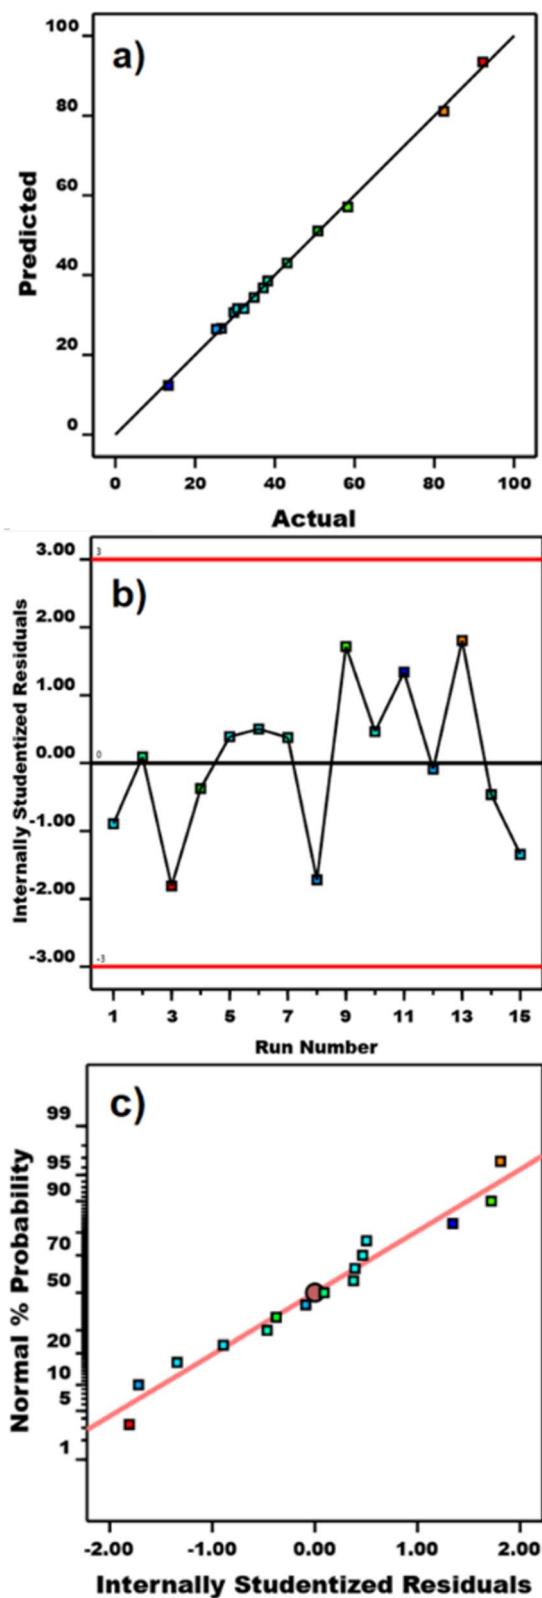 a)
100
80
60
40
20
0
Predicted
0 20 40 60 80 100
Actual
b)
3.00
2.00
1.00
0.00
-1.00
-2.00
-3.00
3
0
-3
Internally Studentized Residuals
1 3 5 7 9 11 13 15
Run Number
c)
99
95
90
70
50
20
10
5
1
Normal % Probability
-2.00 -1.00 0.00 1.00 2.00
Internally Studentized Residuals